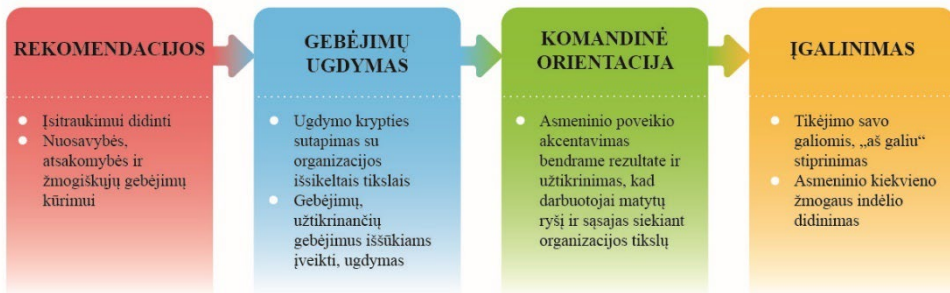 REKOMENDACIJOS
Įsitraukimui didinti
Nuosavybės,
atsakomybės ir
žmogiškųjų gebėjimų
kūrimui
GEBĖJIMŲ
UGDYMAS
Ugdymo krypties
sutapimas su
organizacijos
išsikeltais tikslais
Gebėjimų,
užtikrinančių
gebėjimus iššūkiams
įveikti, ugdymas
KOMANDINĖ
ORIENTACIJA
Asmeninio poveikio
akcentavimas
bendrame rezultate ir
užtikrinimas, kad
darbuotojai matytų
ryšį ir sąsajas siekiant
organizacijos tikslų
ĮGALINIMAS
Tikėjimo savo
galiomis, „aš galiu“
stiprinimas
Asmeninio kiekvieno
žmogaus indėlio
didinimas